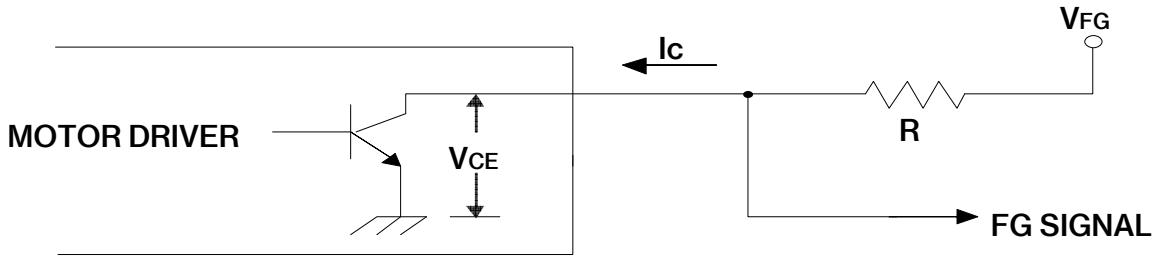 VFG
IC
MOTOR DRIVER
R
VCE
FG SIGNAL